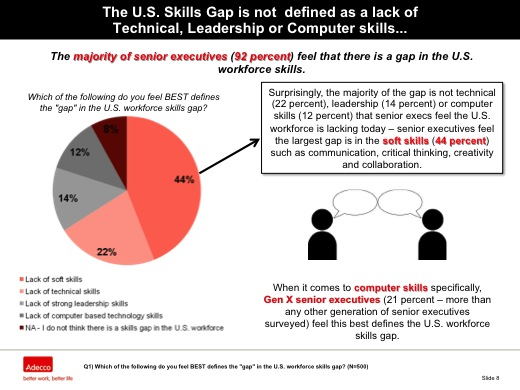 The U.S. Skills Gap is not defined as a lack of
Technical, Leadership or Computer skills...
The majority of senior executives (92 percent) feel that there is a gap in the U.S.
workforce skills.
Which of the following do you feel BEST defines
the "gap" in the U.S. workforce skills gap?
8%
12%
44%
14%
22%
Lack of soft skills
Lack of technical skills
Lack of strong leadership skills
Lack of computer based technology skills
NA - I do not think there is a skills gap in the U.S. workforce
Surprisingly, the majority of the gap is not technical
(22 percent), leadership (14 percent) or computer
skills (12 percent) that senior execs feel the U.S.
workforce is lacking today – senior executives feel
the largest gap is in the soft skills (44 percent)
such as communication, critical thinking, creativity
and collaboration.
When it comes to computer skills specifically,
Gen X senior executives (21 percent – more than
any other generation of senior executives
surveyed) feel this best defines the U.S. workforce
skills gap.
Adecco
better work, better life
Q1) Which of the following do you feel BEST defines the "gap" in the U.S. workforce skills gap? (N=500)
Slide 8